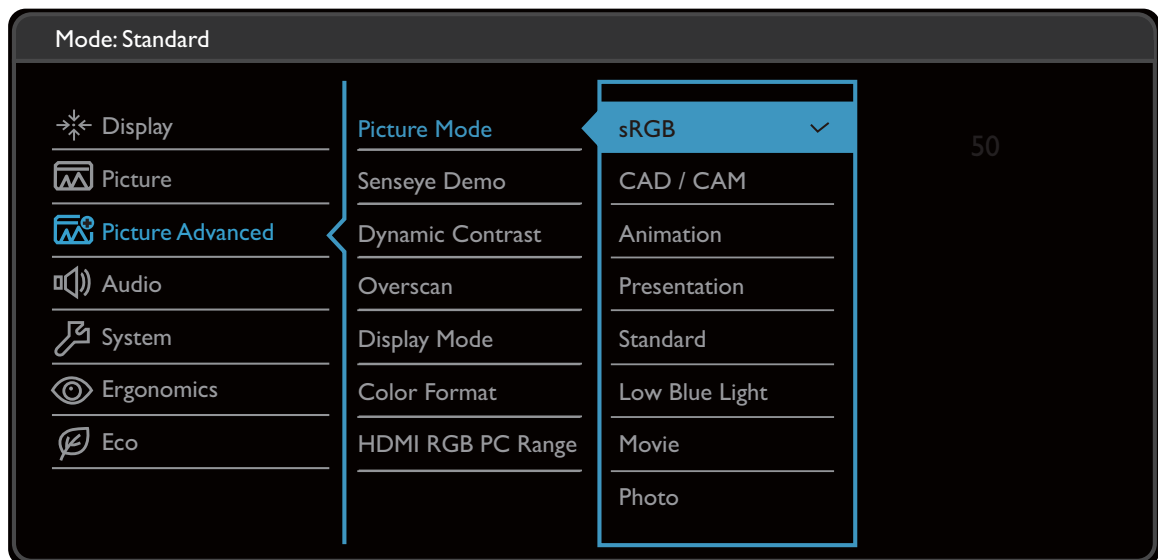 Mode: Standard
Display
Picture
Picture Advanced
Audio
System
Ergonomics
Eco
Picture Mode
Senseye Demo
Dynamic Contrast
Overscan
Display Mode
Color Format
HDMI RGB PC Range
sRGB
CAD / CAM
Animation
Presentation
Standard
Low Blue Light
Movie
Photo
50